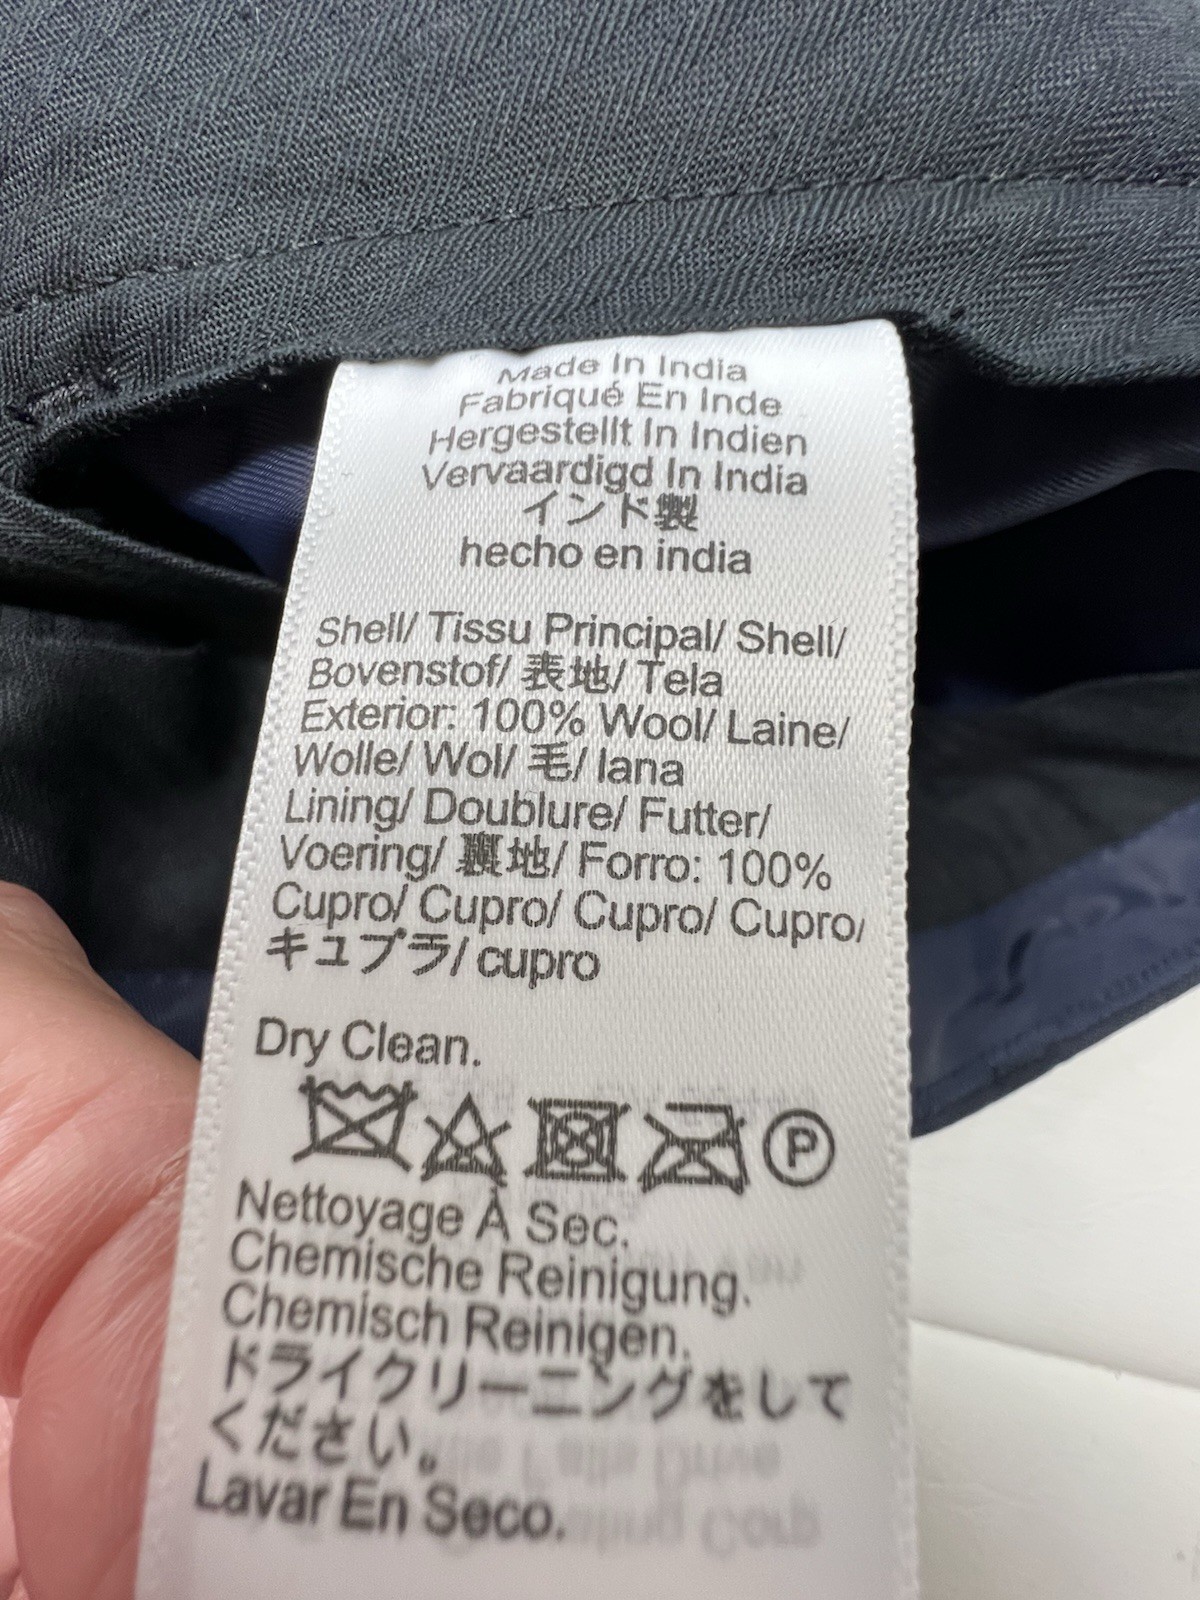 Made In India
Fabriqué En Inde
Hergestellt In Indien
Vervaardigd In India
インド製
hecho en india
Shell/ Tissu Principal/ Shell/
Bovenstof/ 表地/ Tela
Exterior: 100% Wool/ Laine/
Wolle/ Wol/ 毛/ lana
Lining/ Doublure/ Futter/
Voering/ 裏地/ Forro: 100%
Cupro/ Cupro/ Cupro/ Cupro/
キュプラ/ cupro
Dry Clean.
P
Nettoyage À Sec.
Chemische Reinigung.
Chemisch Reinigen.
ドライクリーニングをして
ください。
Lavar En Seco.